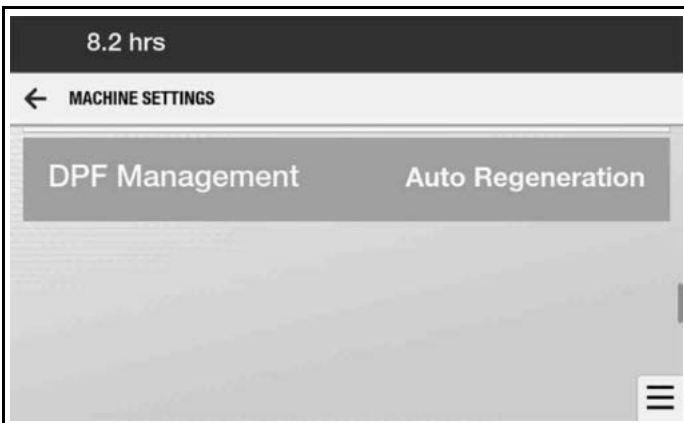 8.2 hrs
MACHINE SETTINGS
DPF Management Auto Regeneration